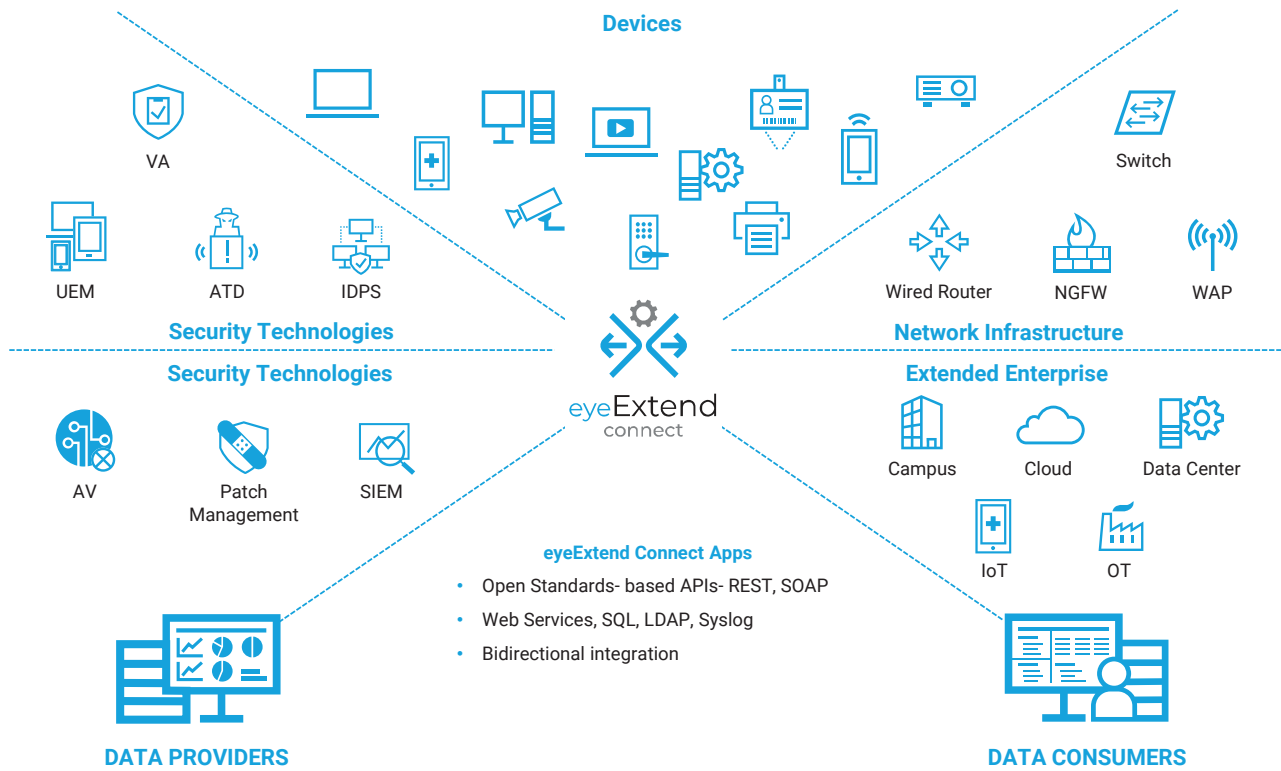 Devices
VA
Switch
UEM
ATD
IDPS
Wired Router
NGFW
WAP
Security Technologies
Network Infrastructure
Security Technologies
Extended Enterprise
eyeExtend
connect
AV
Patch
Management
SIEM
Campus
Cloud
Data Center
IoT
OT
eyeExtend Connect Apps
• Open Standards- based APIs- REST, SOAP
• Web Services, SQL, LDAP, Syslog
• Bidirectional integration
DATA PROVIDERS
DATA CONSUMERS